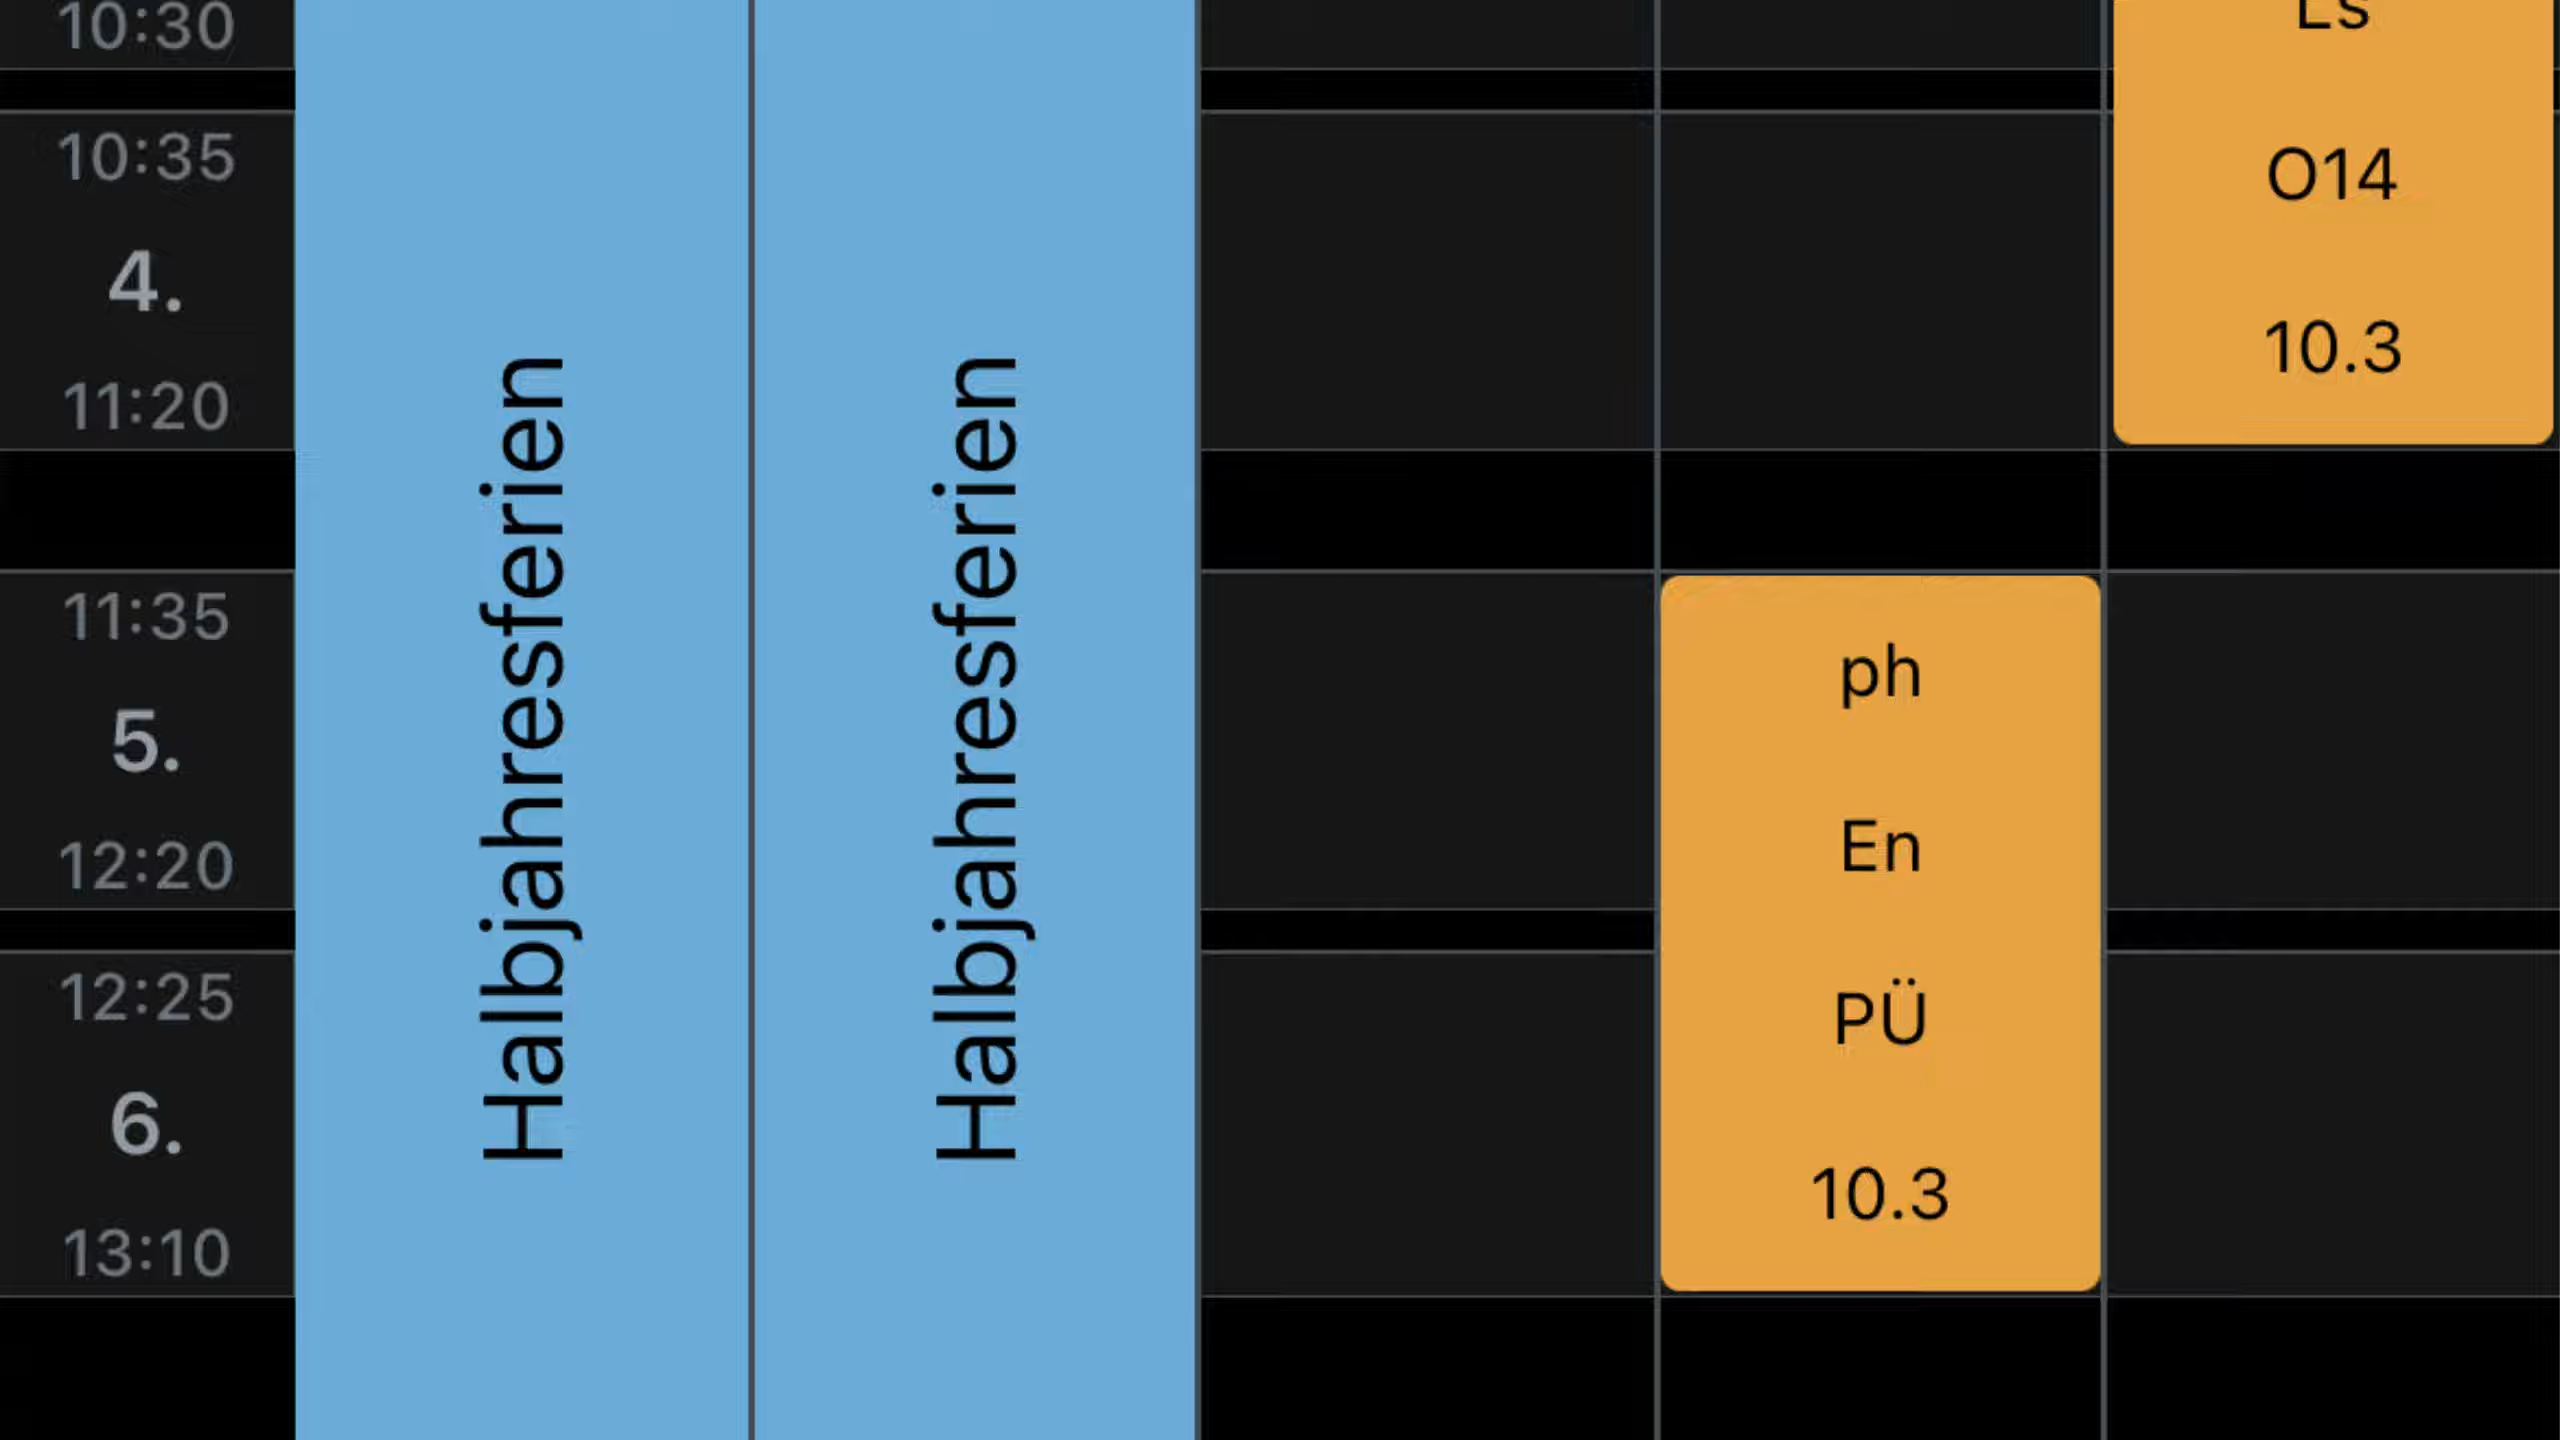 10:30
10:35
4.
11:20
11:35
5.
12:20
12:25
6.
13:10
Halbjahresferien
Halbjahresferien
ph
En
PÜ
10.3
Es
O14
10.3